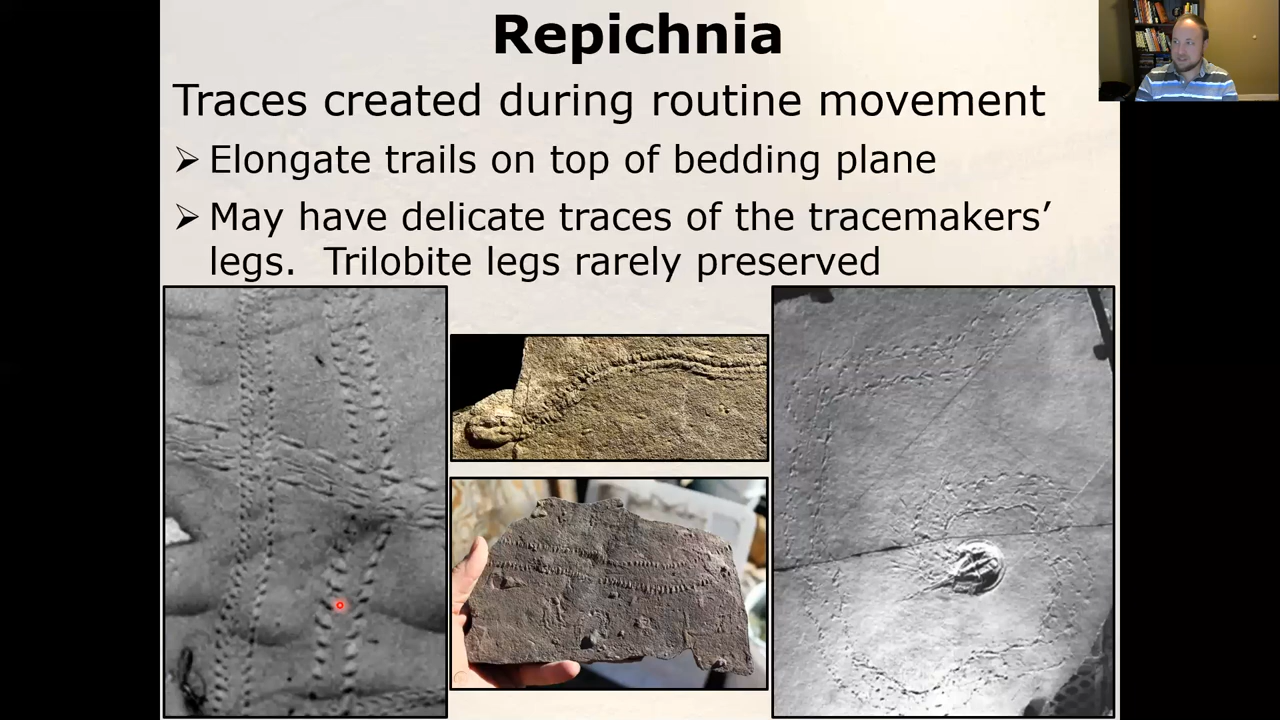 Repichnia
Traces created during routine movement
➢ Elongate trails on top of bedding plane
➢ May have delicate traces of the tracemakers’
legs.  Trilobite legs rarely preserved